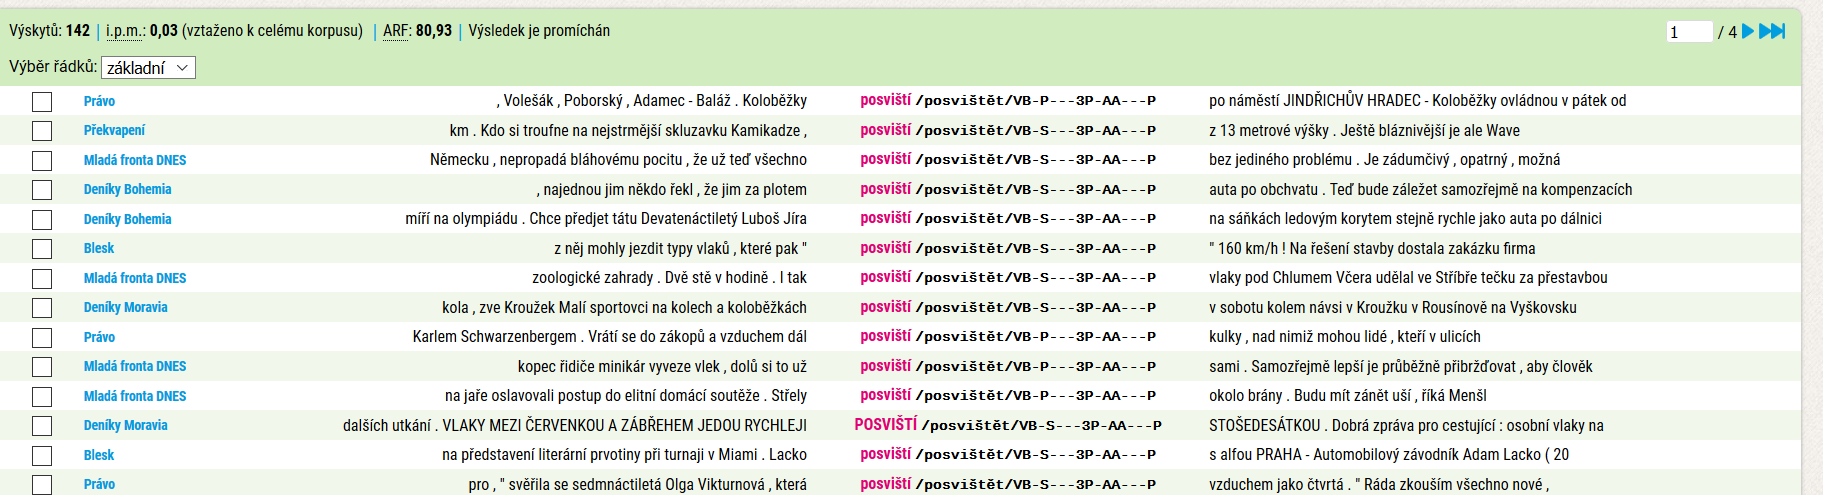 Výskytů: 142 | i.p.m.: 0,03 (vztaženo k celému korpusu) | ARF: 80,93 | Výsledek je promíchán 1 / 4
Výběr řádků: základní
Právo , Volešák , Poborský , Adamec - Baláž . Koloběžky posviští /posvištět/VB-P---3P-AA---P po náměstí JINDŘICHŮV HRADEC - Koloběžky ovládnou v pátek od
Překvapení km . Kdo si troufne na nejstrmější skluzavku Kamikadze , posviští /posvištět/VB-S---3P-AA---P z 13 metrové výšky . Ještě bláznivější je ale Wave
Mladá fronta DNES Německu , nepropadá bláhovému pocitu , že už teď všechno posviští /posvištět/VB-S---3P-AA---P bez jediného problému . Je zádumčivý , opatrný , možná
Deníky Bohemia , najednou jim někdo řekl , že jim za plotem posviští /posvištět/VB-S---3P-AA---P auta po obchvatu . Teď bude záležet samozřejmě na kompenzacích
Deníky Bohemia míří na olympiádu . Chce předjet tátu Devatenáctiletý Luboš Jíra posviští /posvištět/VB-S---3P-AA---P na sáňkách ledovým korytem stejně rychle jako auta po dálnici
Blesk z něj mohly jezdit typy vlaků , které pak " posviští /posvištět/VB-S---3P-AA---P " 160 km/h ! Na řešení stavby dostala zakázku firma
Mladá fronta DNES zoologické zahrady . Dvě stě v hodině . I tak posviští /posvištět/VB-S---3P-AA---P vlaky pod Chlumem Včera udělal ve Stříbře tečku za přestavbou
Deníky Moravia kola , zve Kroužek Malí sportovci na kolech a koloběžkách posviští /posvištět/VB-S---3P-AA---P v sobotu kolem návsi v Kroužku v Rousínově na Vyškovsku
Právo Karlem Schwarzenbergem . Vrátí se do zákopů a vzduchem dál posviští /posvištět/VB-P---3P-AA---P kulky , nad nimiž mohou lidé , kteří v ulicích
Mladá fronta DNES kopec řidiče minikár vyveze vlek , dolů si to už posviští /posvištět/VB-P---3P-AA---P sami . Samozřejmě lepší je průběžně přibržďovat , aby člověk
Mladá fronta DNES na jaře oslavovali postup do elitní domácí soutěže . Střely posviští /posvištět/VB-P---3P-AA---P okolo brány . Budu mít zánět uší , říká Menšl
Deníky Moravia dalších utkání . VLAKY MEZI ČERVENKOU A ZÁBŘEHEM JEDOU RYCHLEJI POSVIŠTÍ /posvištět/VB-S---3P-AA---P STOŠEDESÁTKOU . Dobrá zpráva pro cestující : osobní vlaky na
Blesk na představení literární prvotiny při turnaji v Miami . Lacko posviští /posvištět/VB-S---3P-AA---P s alfou PRAHA - Automobilový závodník Adam Lacko ( 20
Právo pro , " svěřila se sedmnáctiletá Olga Vikturnová , která posviští /posvištět/VB-S---3P-AA---P vzduchem jako čtvrtá . " Ráda zkouším všechno nové ,